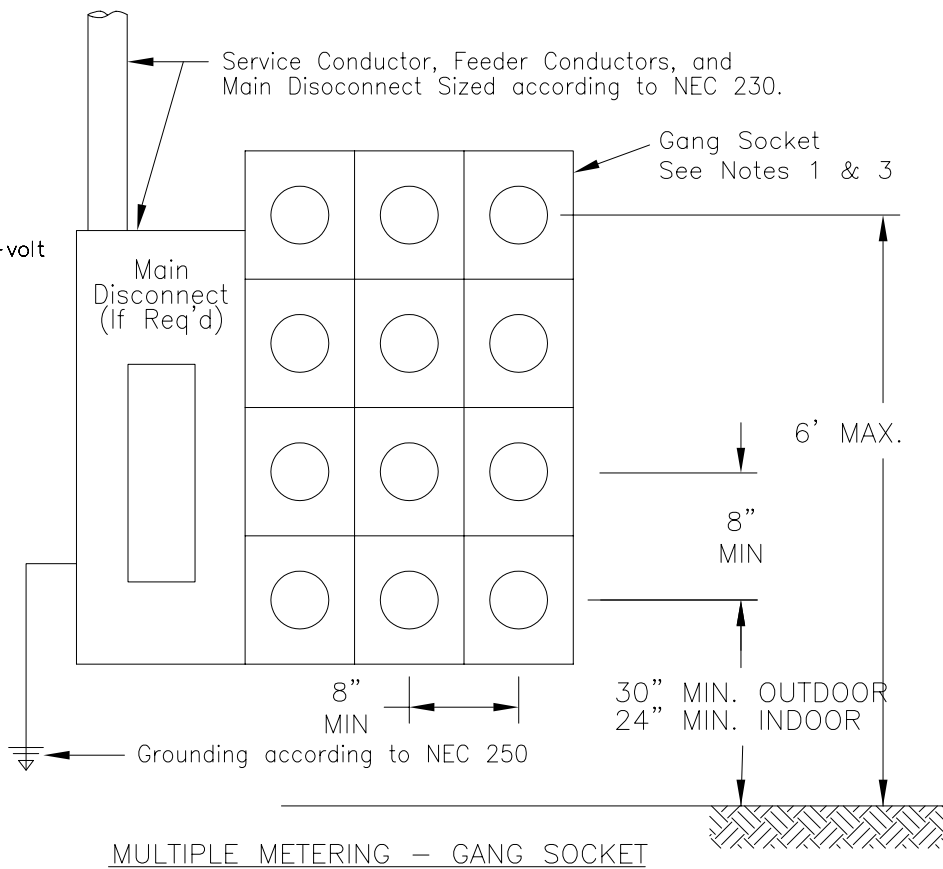 Service Conductor, Feeder Conductors, and
Main Disoconnect Sized according to NEC 230.
Gang Socket
See Notes 1 & 3
-volt
Main
Disconnect
(If Req'd)
6' MAX.
8"
MIN
8"
MIN
30" MIN. OUTDOOR
24" MIN. INDOOR
Grounding according to NEC 250
MULTIPLE METERING – GANG SOCKET